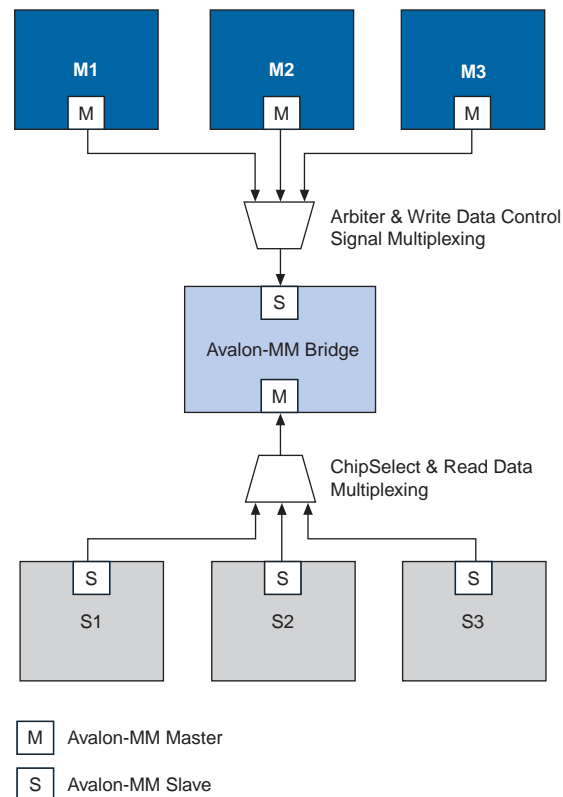 M1 M2 M3
M M M
Arbiter & Write Data Control
Signal Multiplexing
S
Avalon-MM Bridge
M
ChipSelect & Read Data
Multiplexing
S S S
S1 S2 S3
M Avalon-MM Master
S Avalon-MM Slave